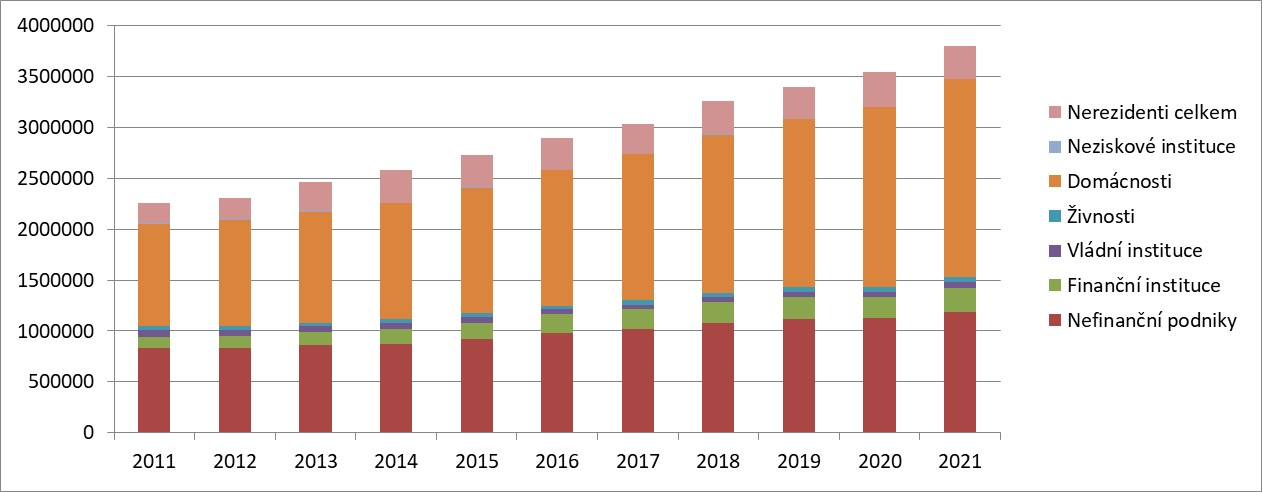 4000000
3500000
3000000
2500000
2000000
1500000
1000000
500000
0
2011 2012 2013 2014 2015 2016 2017 2018 2019 2020 2021
Nerezidenti celkem
Neziskové instituce
Domácnosti
Živnosti
Vládní instituce
Finanční instituce
Nefinanční podniky